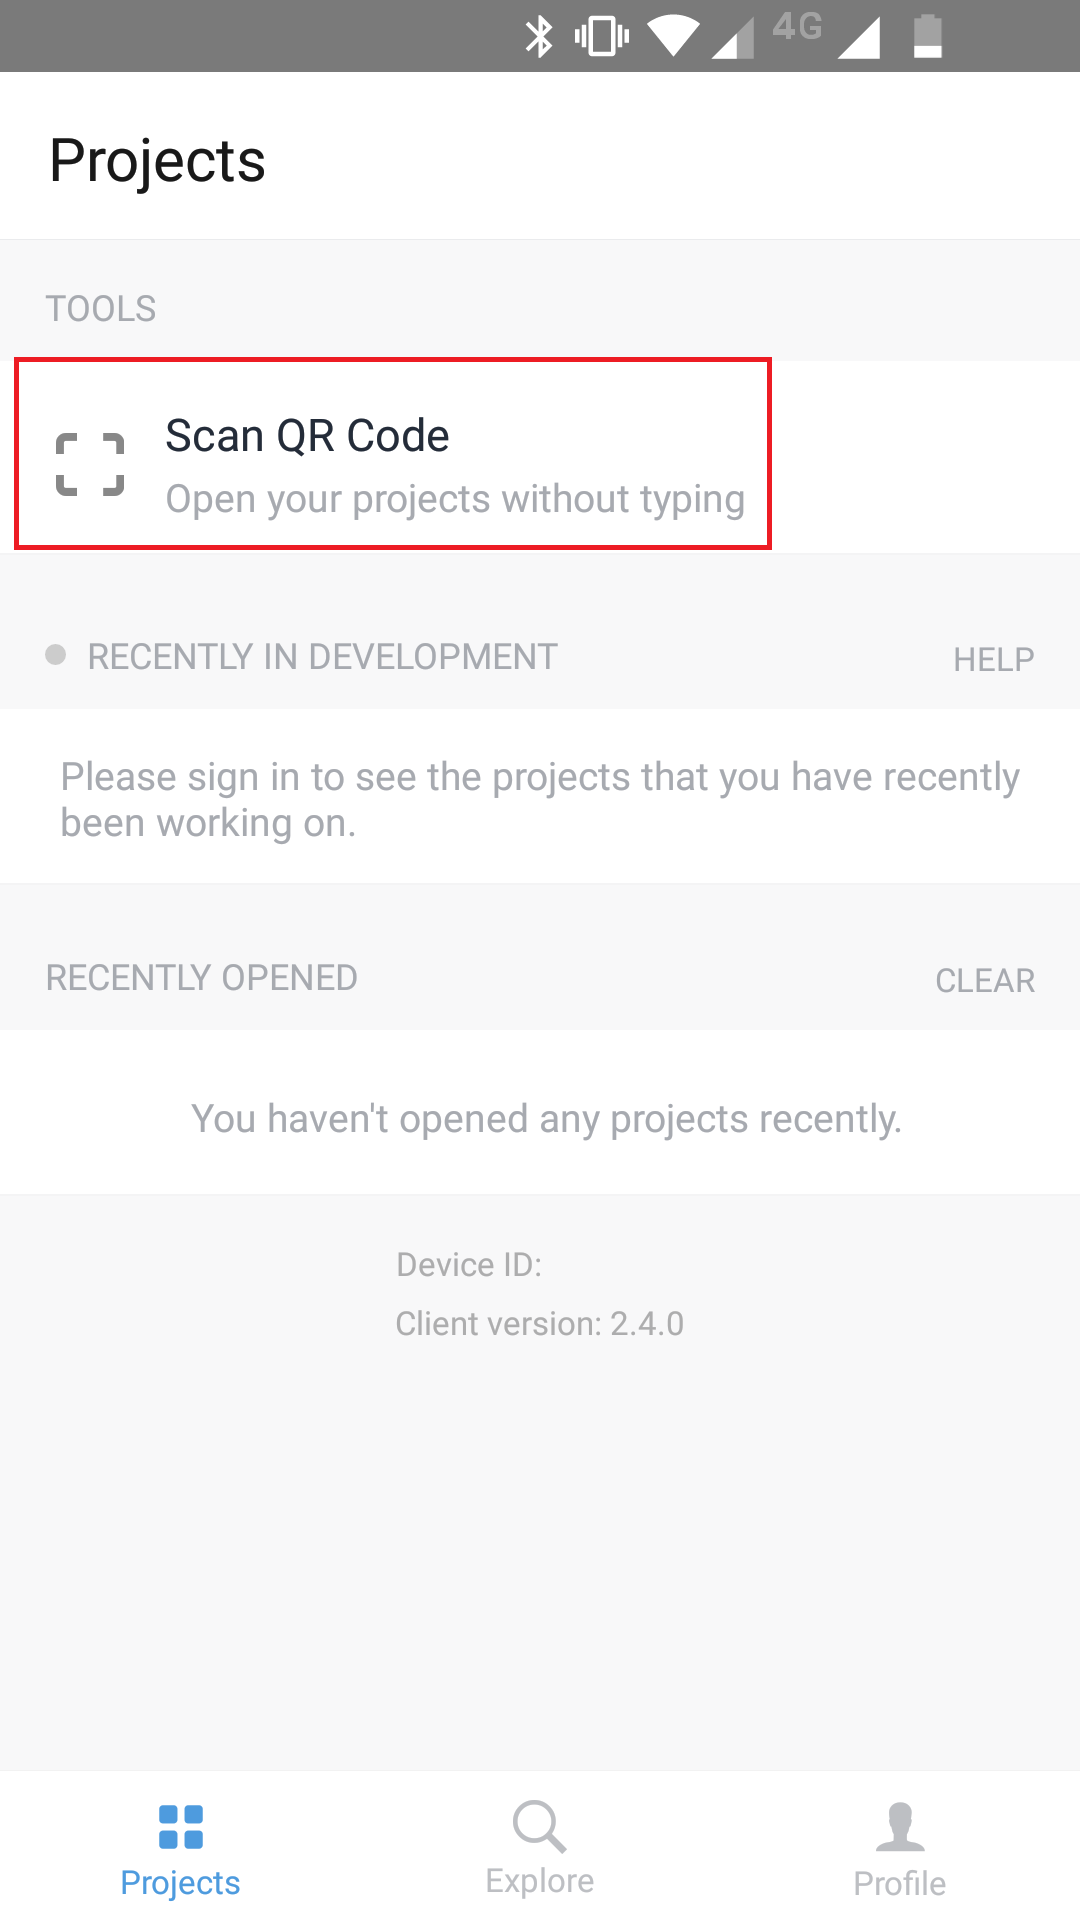 4G
Projects
TOOLS
Scan QR Code
Open your projects without typing
RECENTLY IN DEVELOPMENT
HELP
Please sign in to see the projects that you have recently
been working on.
RECENTLY OPENED
CLEAR
You haven't opened any projects recently.
Device ID:
Client version: 2.4.0
Projects
Explore
Profile